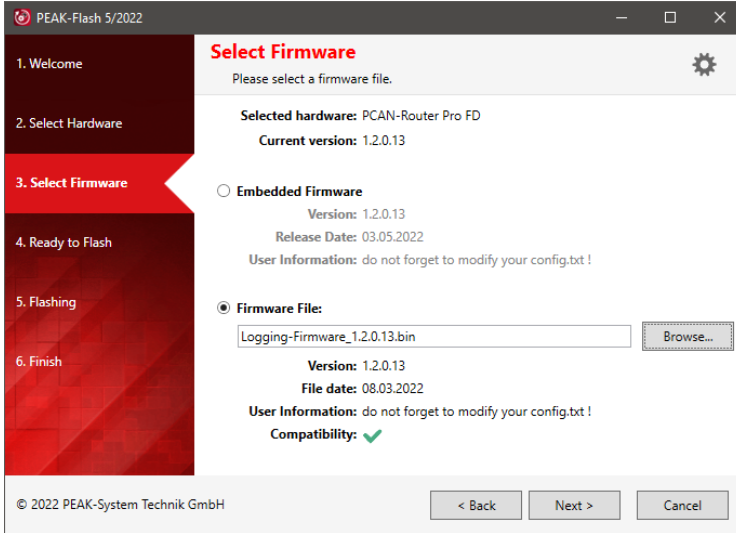 PEAK-Flash 5/2022
1. Welcome
2. Select Hardware
3. Select Firmware
4. Ready to Flash
5. Flashing
6. Finish
Select Firmware
Please select a firmware file.
Selected hardware: PCAN-Router Pro FD
Current version: 1.2.0.13
Embedded Firmware
Version: 1.2.0.13
Release Date: 03.05.2022
User Information: do not forget to modify your config.txt !
Firmware File:
Logging-Firmware_1.2.0.13.bin
Browse...
Version: 1.2.0.13
File date: 08.03.2022
User Information: do not forget to modify your config.txt !
Compatibility:
© 2022 PEAK-System Technik GmbH
< Back
Next >
Cancel